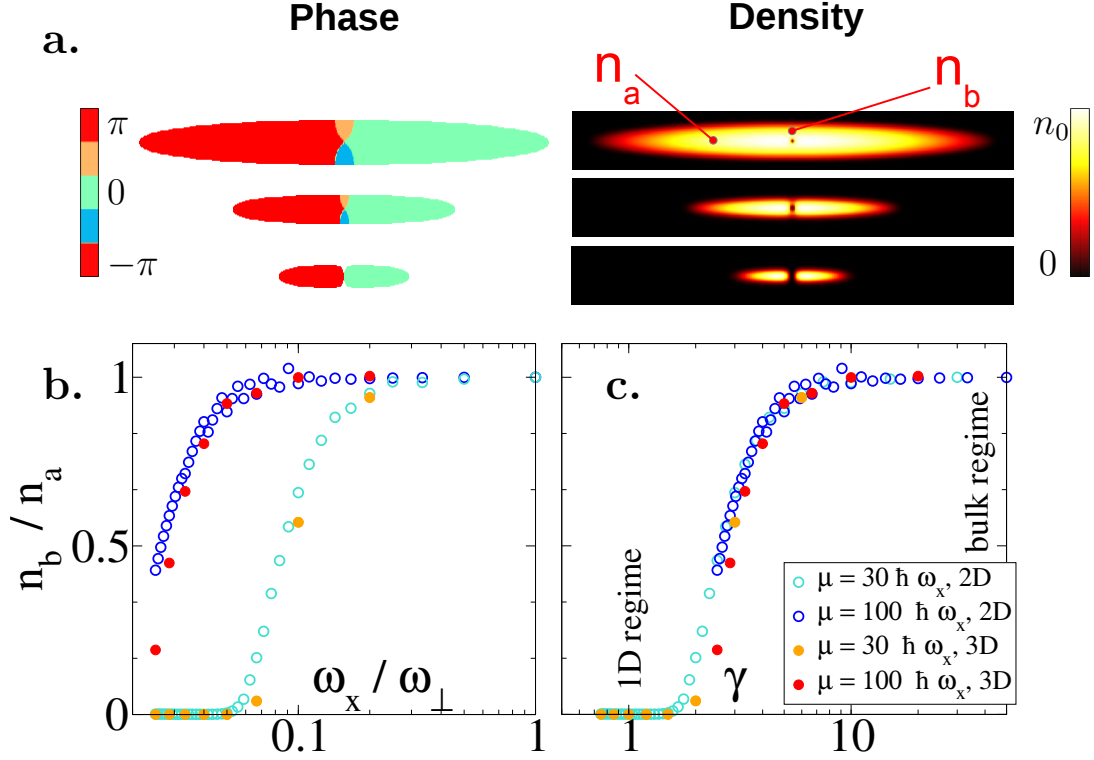 Phase
Density
a.
n_a
n_b
π
0
−π
n_0
0
b.
c.
1
0.5
0
n_b / n_a
0.1
1
ω_x / ω_⊥
1D regime
bulk regime
1
10
γ
μ = 30 ħ ω_x, 2D
μ = 100 ħ ω_x, 2D
μ = 30 ħ ω_x, 3D
μ = 100 ħ ω_x, 3D